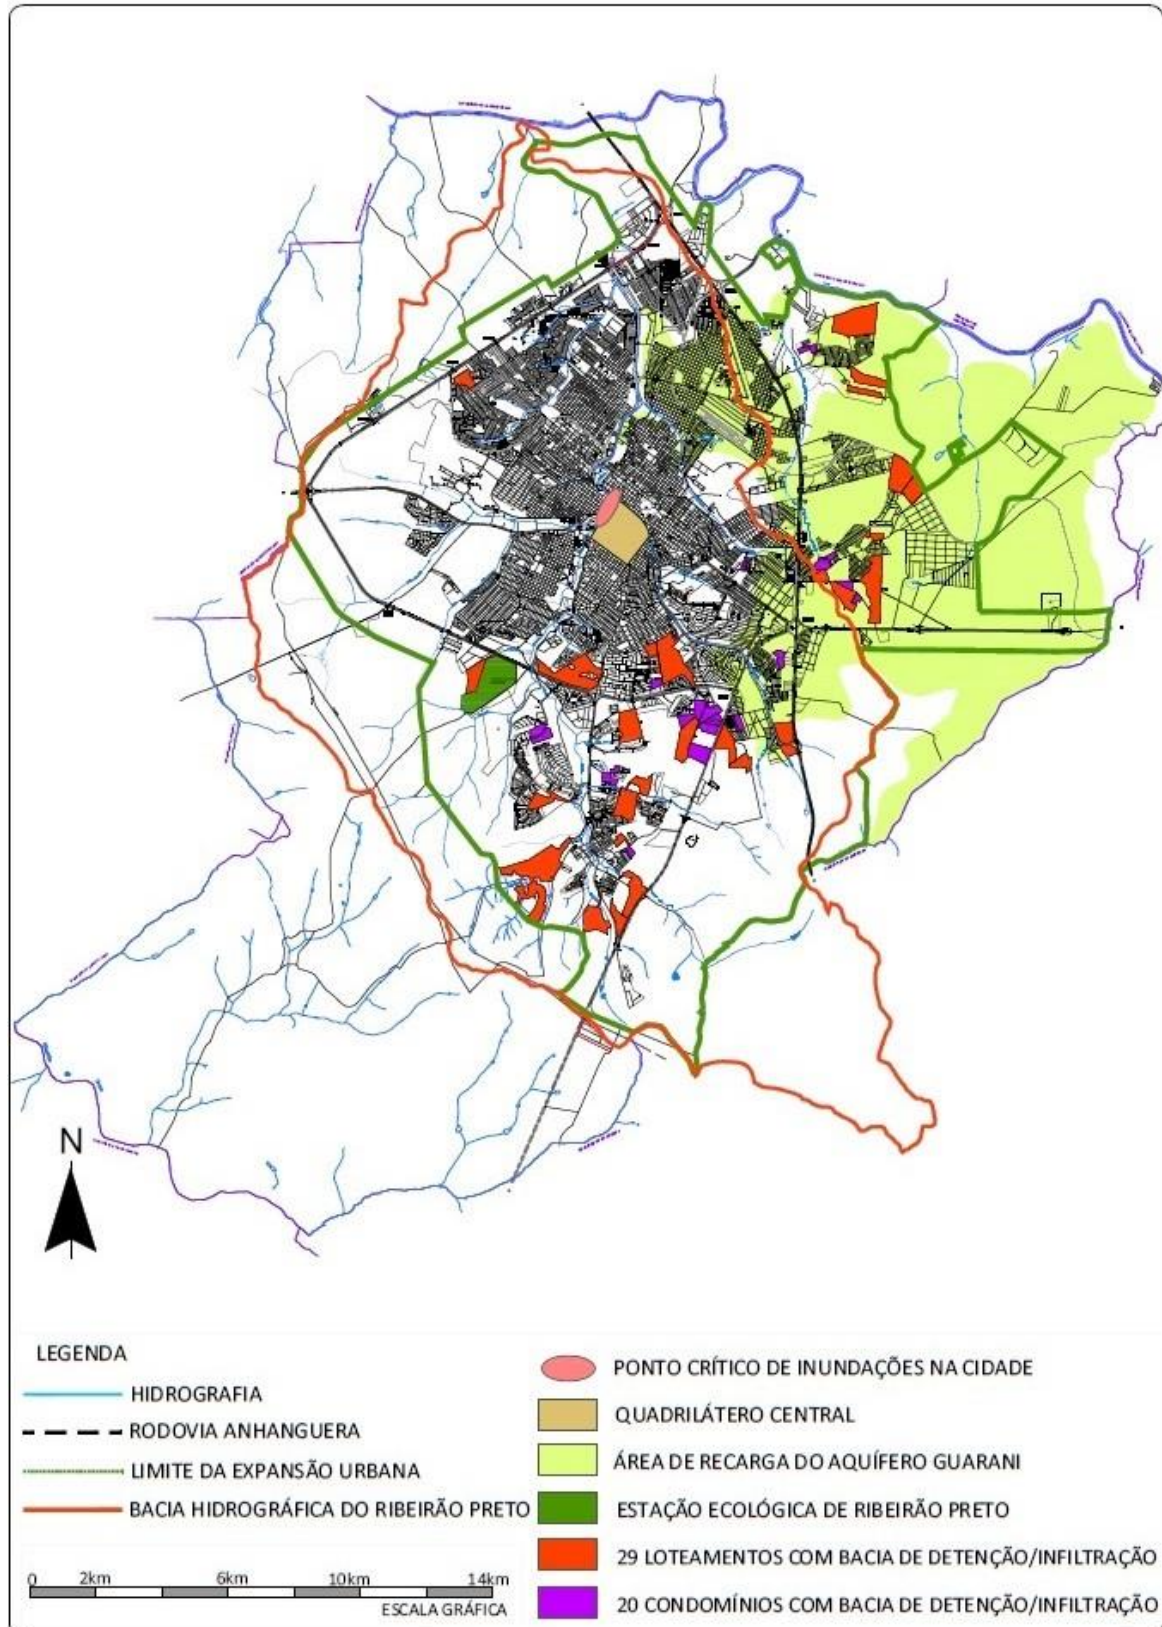 N
LEGENDA
HIDROGRAFIA
RODOVIA ANHANGUERA
LIMITE DA EXPANSÃO URBANA
BACIA HIDROGRÁFICA DO RIBEIRÃO PRETO
0 2km 6km 10km 14km
ESCALA GRÁFICA
PONTO CRÍTICO DE INUNDAÇÕES NA CIDADE
QUADRILÁTERO CENTRAL
ÁREA DE RECARGA DO AQUÍFERO GUARANI
ESTAÇÃO ECOLÓGICA DE RIBEIRÃO PRETO
29 LOTEAMENTOS COM BACIA DE DETENÇÃO/INFILTRAÇÃO
20 CONDOMÍNIOS COM BACIA DE DETENÇÃO/INFILTRAÇÃO